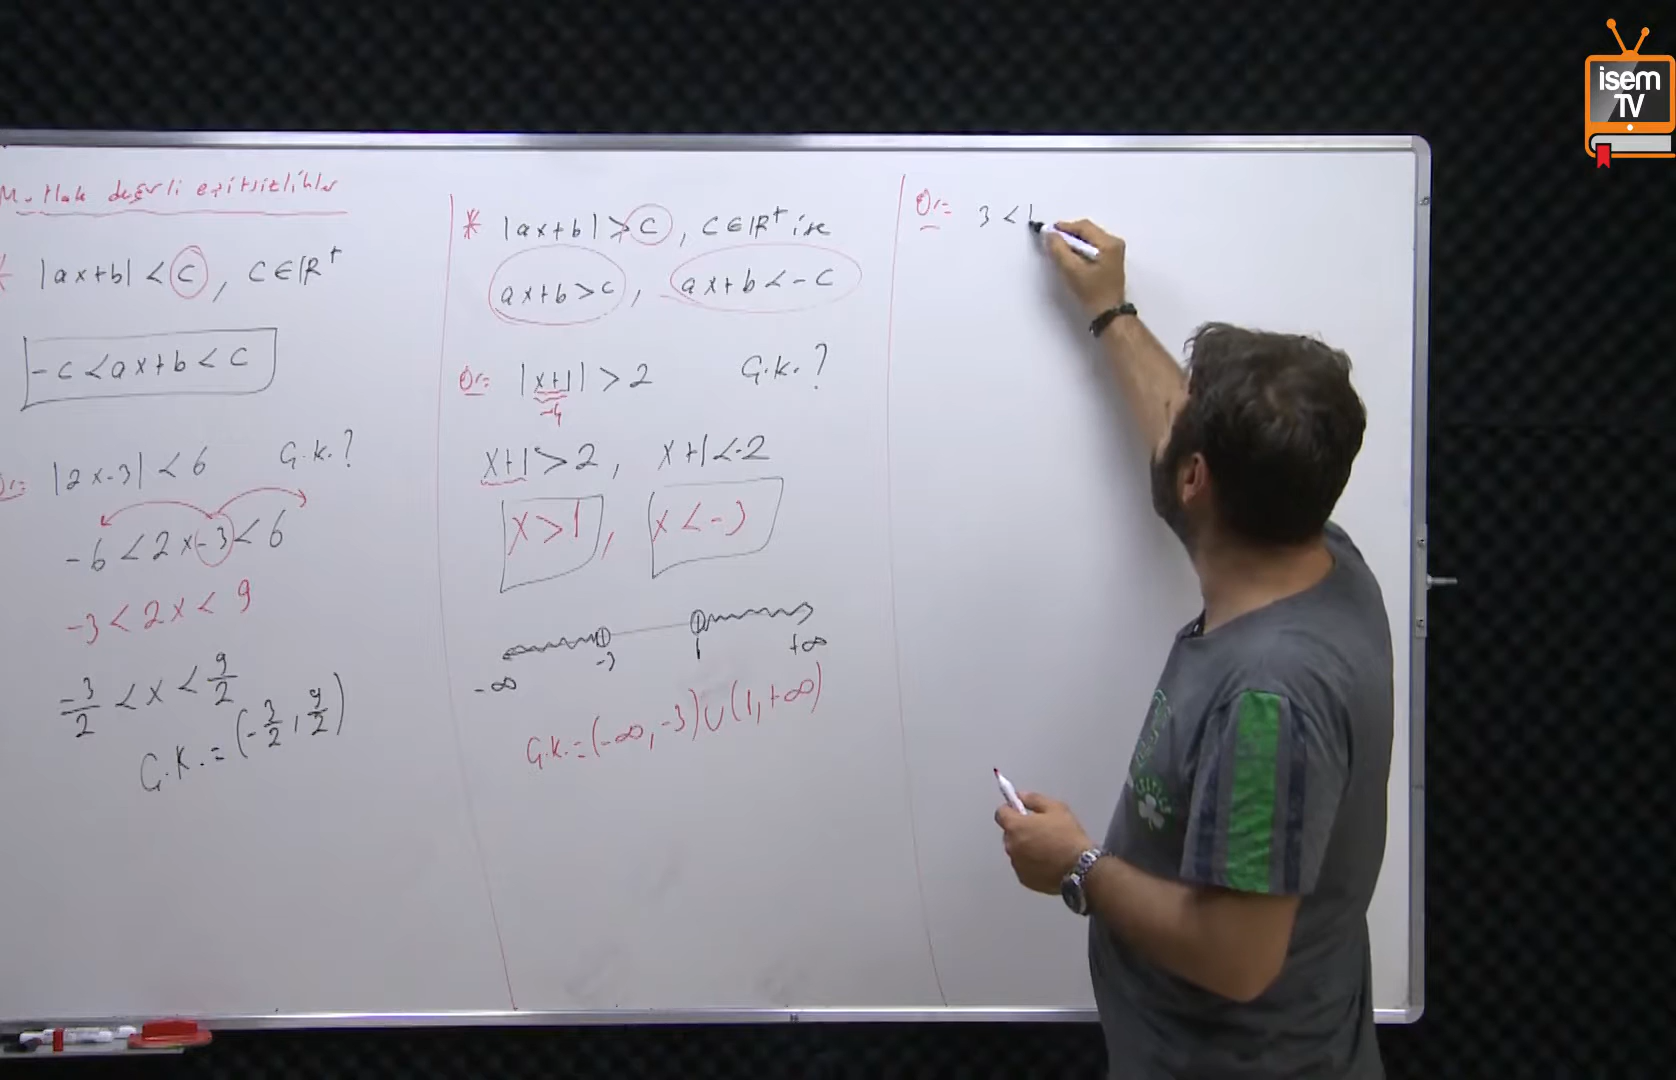 Mutlak değerli eşitsizlikler
* |ax+b| < c, c∈R⁺
-c < ax+b < c
Ör: |2x-3| < 6 G.K.?
-6 < 2x-3 < 6
-3 < 2x < 9
-3/2 < x < 9/2
G.K. = (-3/2, 9/2)
* |ax+b| > c, c∈R⁺ ise
ax+b > c, ax+b < -c
Ör: |x+1| > 2 G.K.?
-4
x+1 > 2, x+1 < -2
x > 1, x < -3
-3 1
-∞ +∞
G.K. = (-∞, -3) ∪ (1, +∞)
Ör: 3 < |
isem
TV